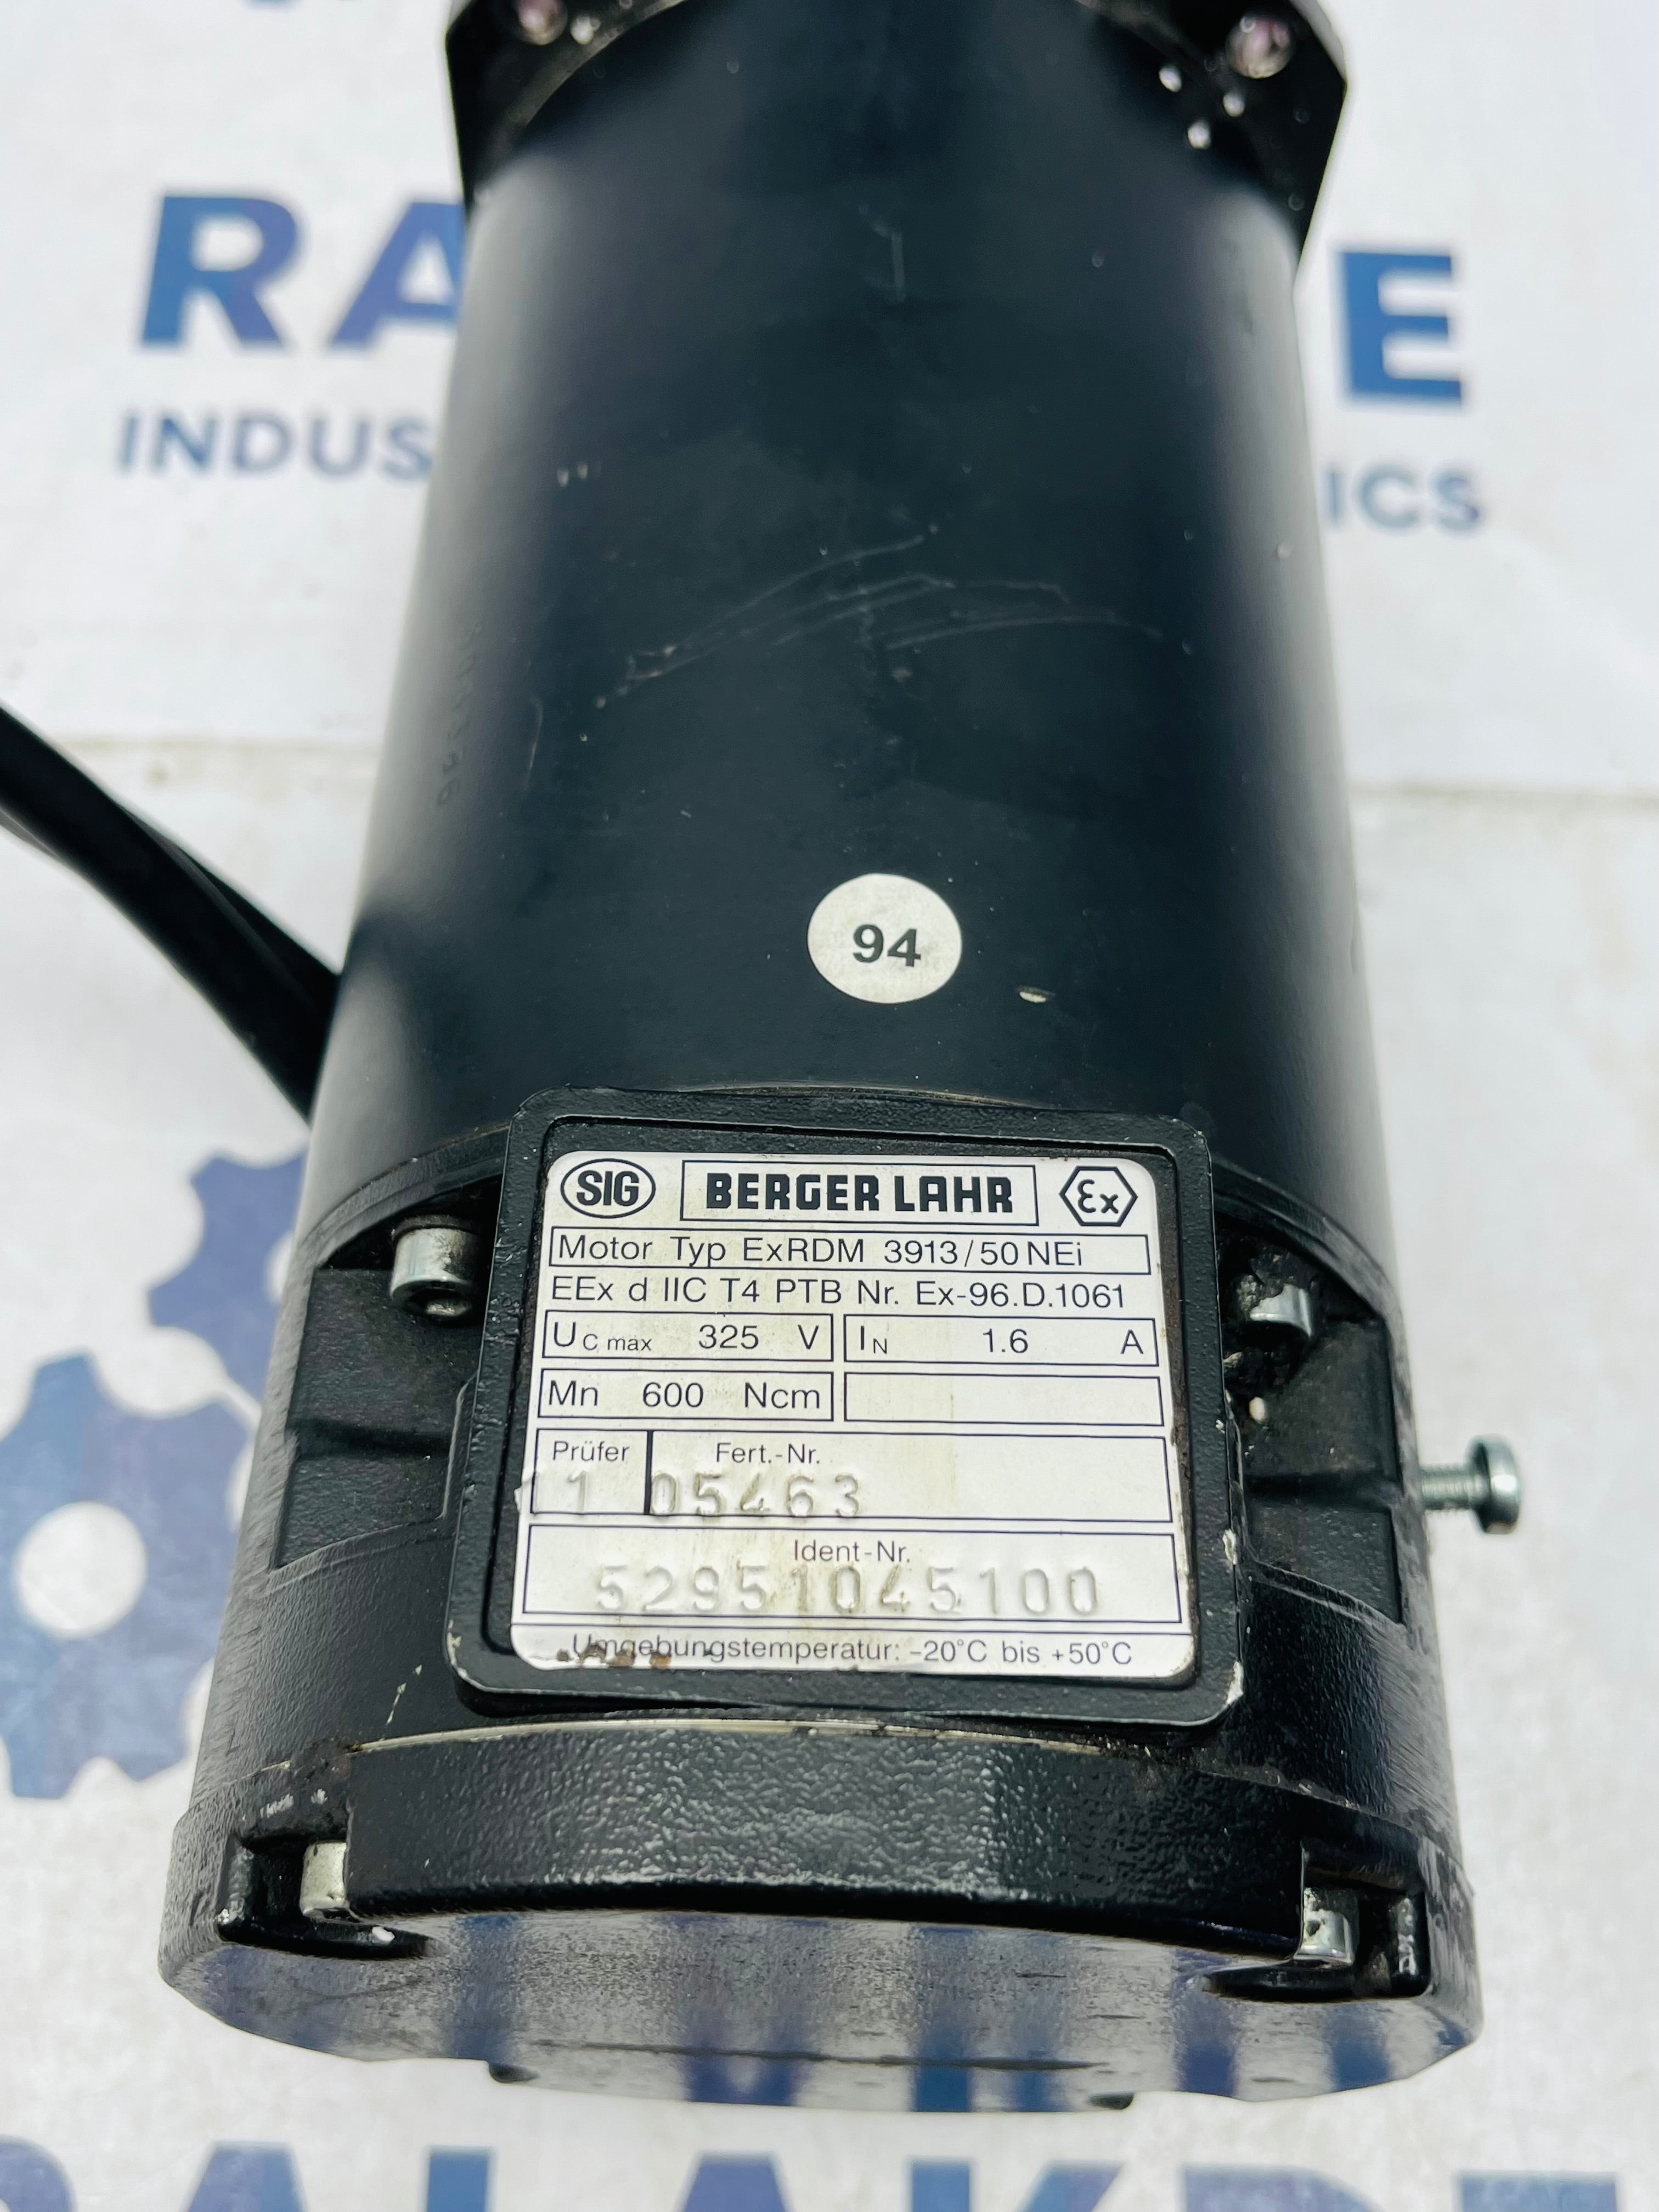 RA E
INDUS ICS
94
SIG BERGER LAHR Ex
Motor Typ ExRDM 3913/50 NEi
EEx d IIC T4 PTB Nr. Ex-96.D.1061
UC max 325 V IN 1.6 A
Mn 600 Ncm
Prüfer Fert.-Nr.
11 05463
Ident-Nr.
52951045100
Umgebungstemperatur: -20°C bis +50°C